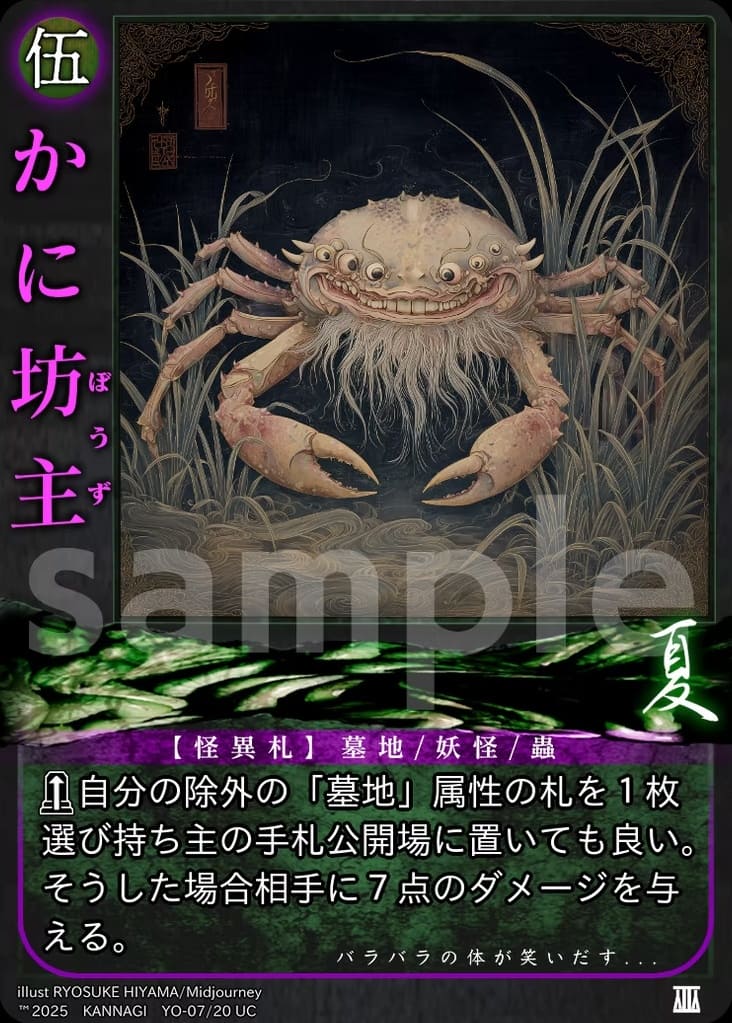 伍
かに坊主
ぼうず
sample
夏
【怪異札】墓地/妖怪/蟲
自分の除外の「墓地」属性の札を１枚
選び持ち主の手札公開場に置いても良い。
そうした場合相手に７点のダメージを与
える。
バラバラの体が笑いだす...
illust RYOSUKE HIYAMA/Midjourney
™2025 KANNAGI YO-07/20 UC